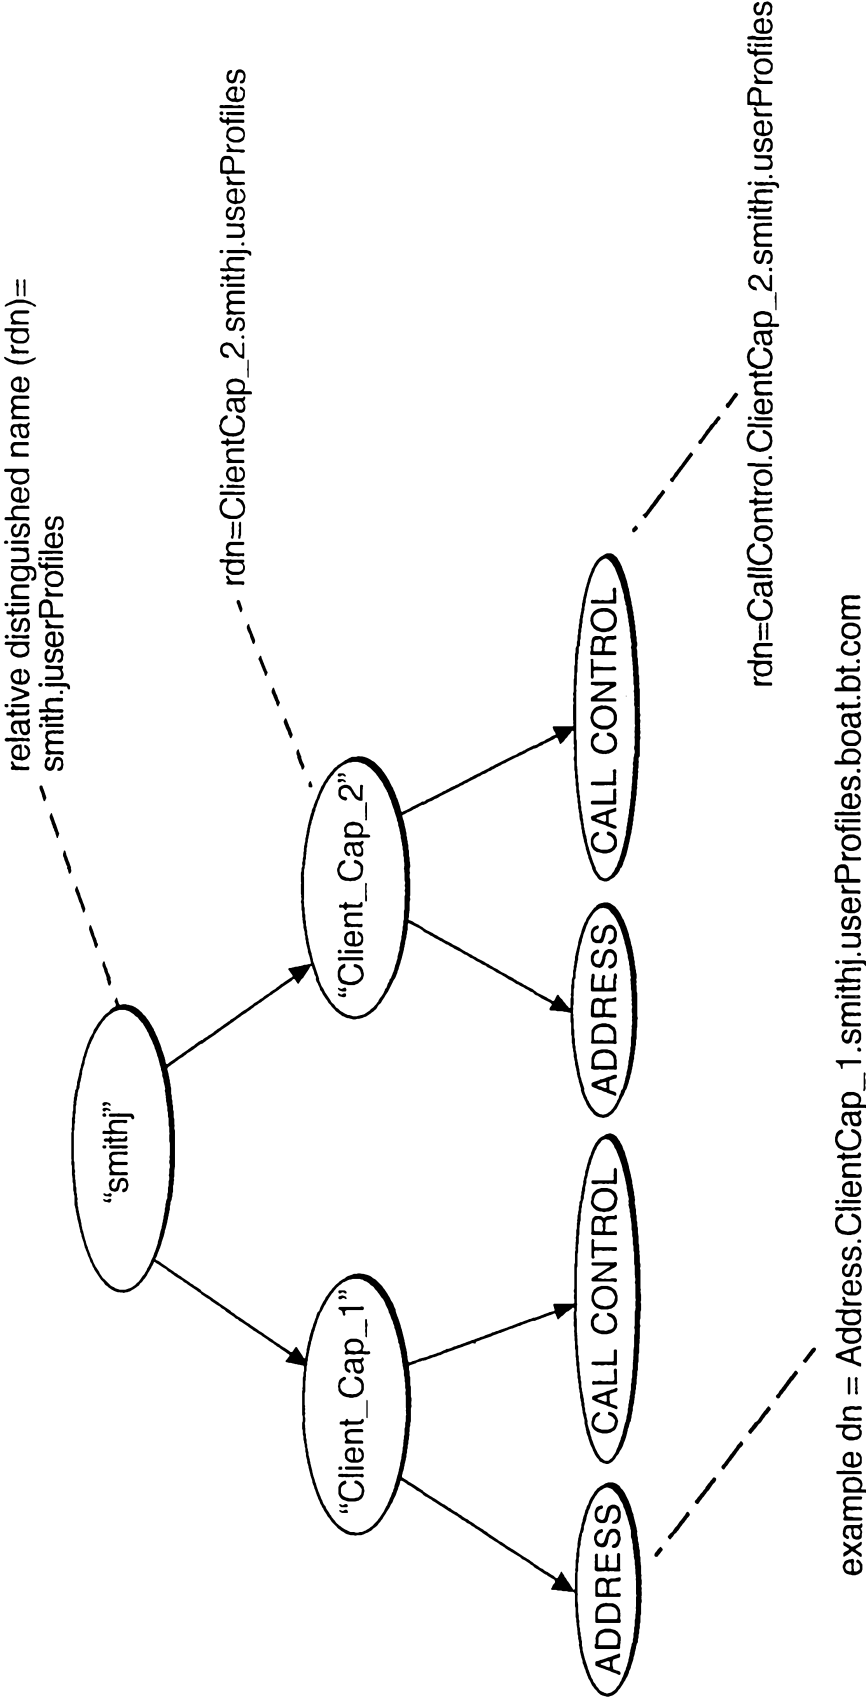 relative distinguished name (rdn)=
smith.juserProfiles
“smithj”
rdn=ClientCap_2.smithj.userProfiles
“Client_Cap_1”
“Client_Cap_2”
ADDRESS
CALL CONTROL
ADDRESS
CALL CONTROL
rdn=CallControl.ClientCap_2.smithj.userProfiles
example dn = Address.ClientCap_1.smithj.userProfiles.boat.bt.com